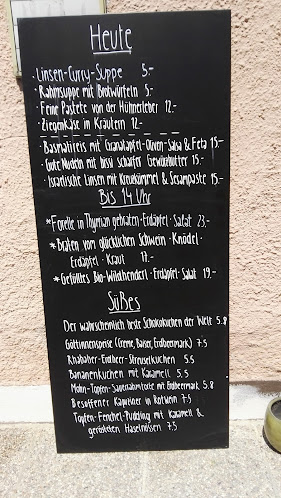 Heute
· Linsen-Curry-Suppe 5.-
· Rahmsuppe mit Brotwürfeln 5.-
· Feine Pastete von der Hühnerleber 12.-
· Ziegenkäse in Kräutern 12.-
· Basmatireis mit Granatapfel-Oliven-Salsa & Feta 15.-
· Gute Nudeln mit bissi scharfer Gewürzbutter 15.-
· Israelische Linsen mit Kreuzkümmel & Sesampaste 15.-
Bis 14 Uhr
* Forelle in Thymian gebraten · Erdäpfel · Salat 23.-
* Braten vom glücklichen Schwein · Knödel ·
Erdäpfel · Kraut 17.-
* Gefülltes Bio-Wildhenderl · Erdäpfel · Salat 19.-
Süßes
Der wahrscheinlich beste Schokokuchen der Welt 5.8
Göttinnenspeise (Creme, Baiser, Erdbeermark) 7.5
Rhabarber-Erdbeer-Streuselkuchen 5.5
Bananenkuchen mit Karamell 5.5
Mohn-Topfen-Sauerrahmtorte mit Erdbeermark 5.8
Besoffener Kapuziner in Rotwein 7.5
Topfen-Fenchel-Pudding mit Karamell &
gerösteten Haselnüssen 7.5